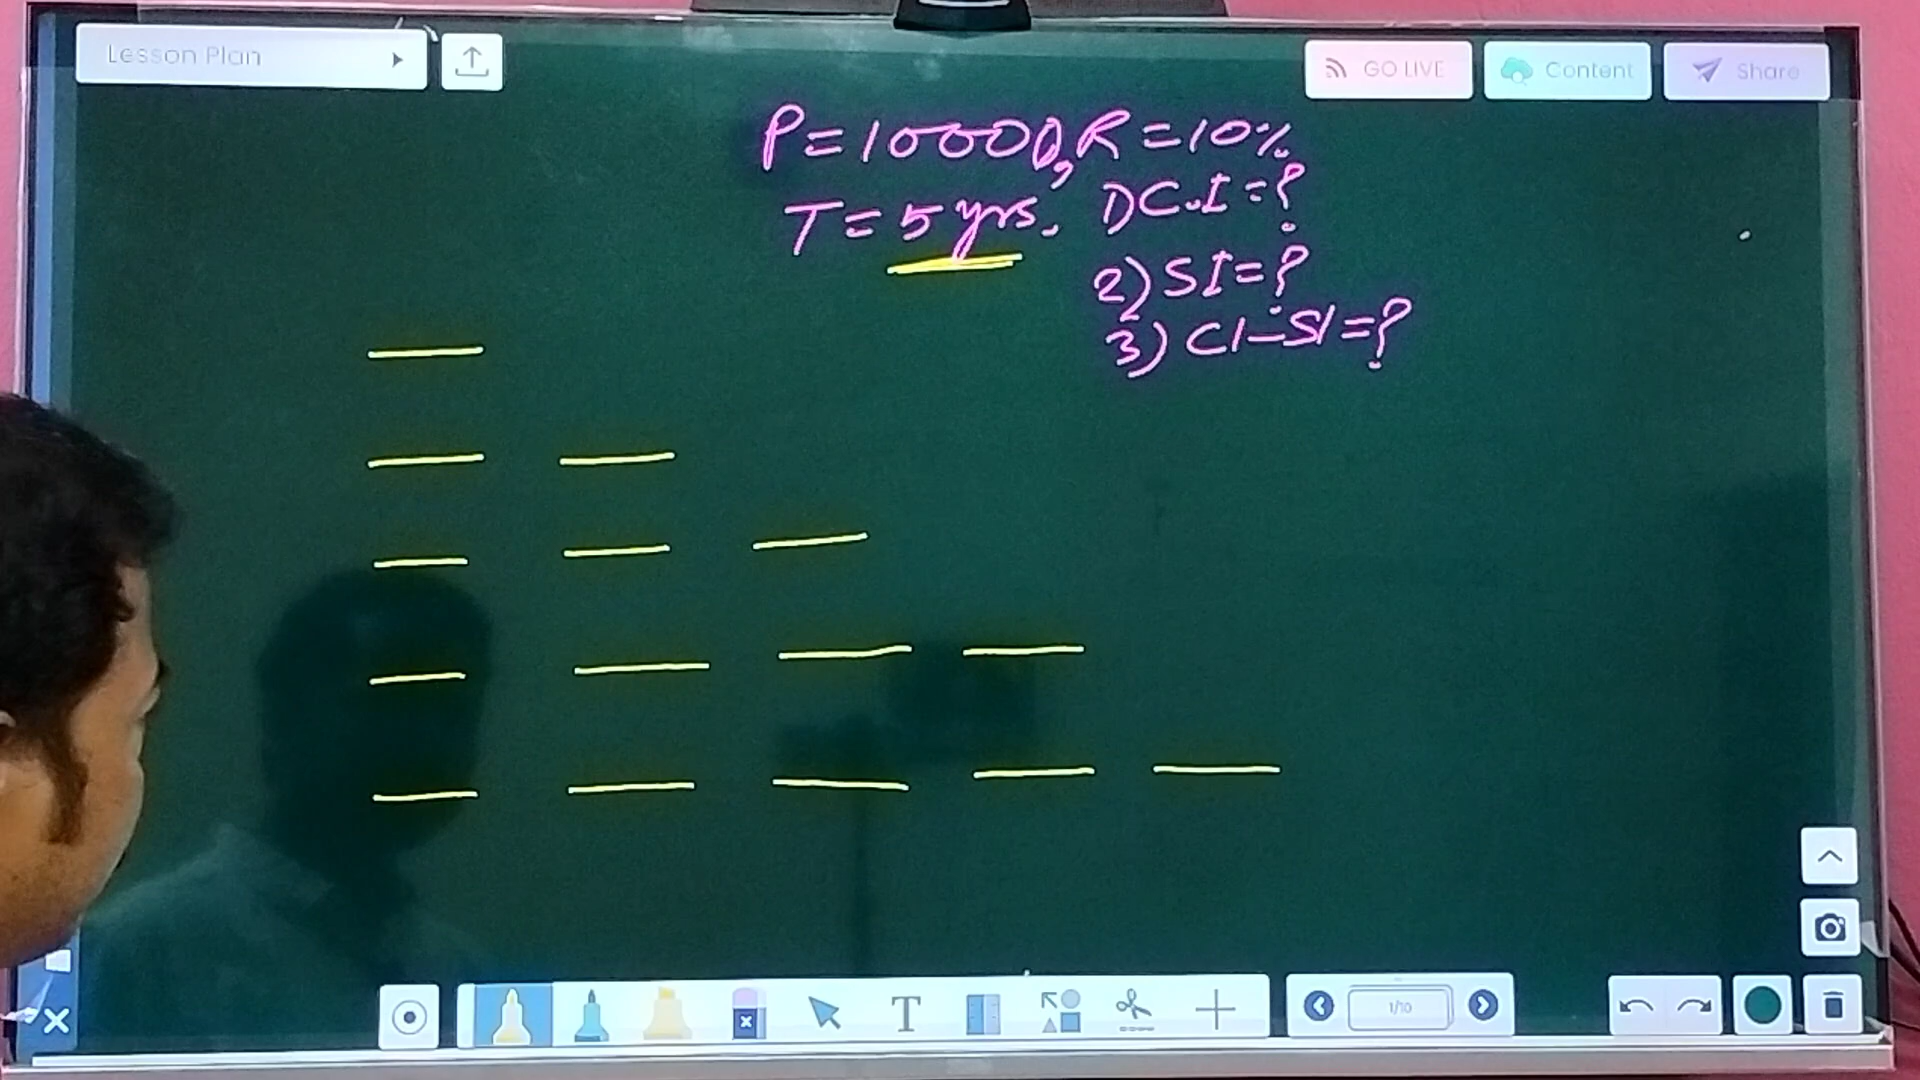 Lesson Plan
GO LIVE
Content
Share
P=10000, R=10%
T=5 yrs. 1) C.I=?
2) SI=?
3) CI-SI=?
T
1/10